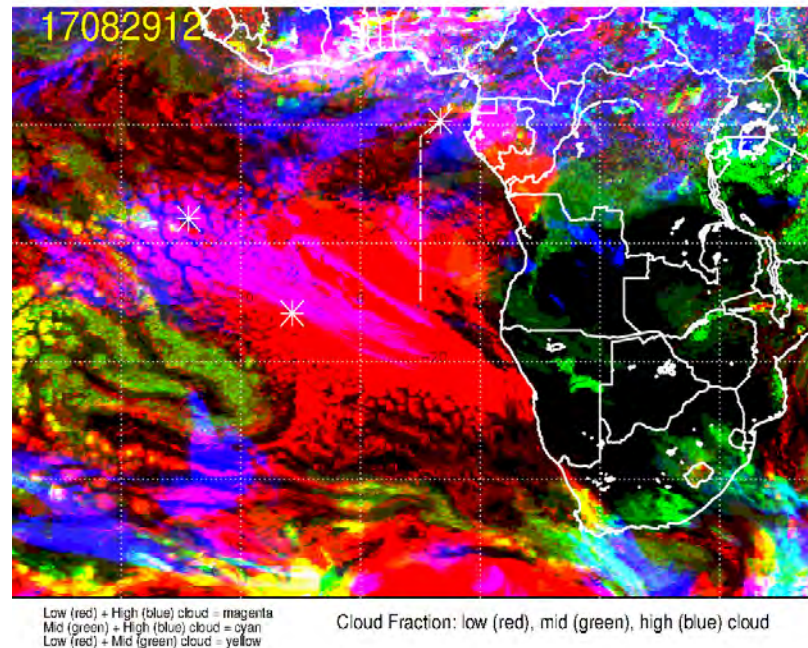 17082912
Low (red) + High (blue) cloud = magenta
Mid (green) + High (blue) cloud = cyan
Low (red) + Mid (green) cloud = yellow
Cloud Fraction: low (red), mid (green), high (blue) cloud